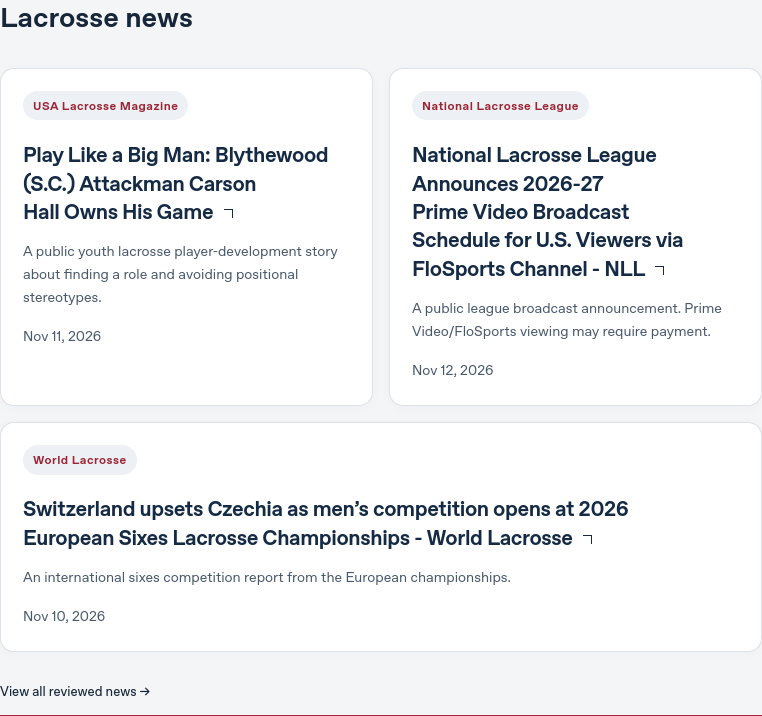 Lacrosse news
USA Lacrosse Magazine
Play Like a Big Man: Blythewood
(S.C.) Attackman Carson
Hall Owns His Game
A public youth lacrosse player-development story
about finding a role and avoiding positional
stereotypes.
Nov 11, 2026
National Lacrosse League
National Lacrosse League
Announces 2026-27
Prime Video Broadcast
Schedule for U.S. Viewers via
FloSports Channel - NLL
A public league broadcast announcement. Prime
Video/FloSports viewing may require payment.
Nov 12, 2026
World Lacrosse
Switzerland upsets Czechia as men’s competition opens at 2026
European Sixes Lacrosse Championships - World Lacrosse
An international sixes competition report from the European championships.
Nov 10, 2026
View all reviewed news →